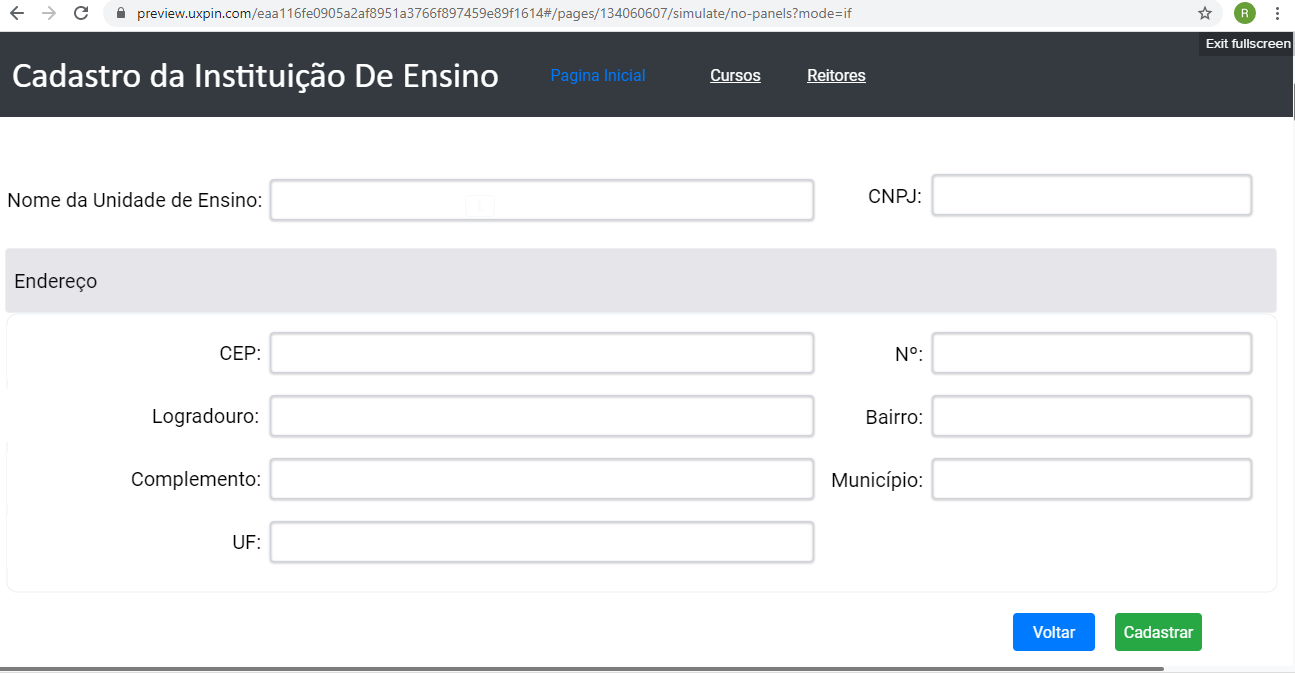 preview.uxpin.com/eaa116fe0905a2af8951a3766f897459e89f1614#/pages/134060607/simulate/no-panels?mode=if
R
Exit fullscreen
Cadastro da Instituição De Ensino Pagina Inicial Cursos Reitores
Nome da Unidade de Ensino: CNPJ:
Endereço
CEP: Nº:
Logradouro: Bairro:
Complemento: Município:
UF:
Voltar Cadastrar